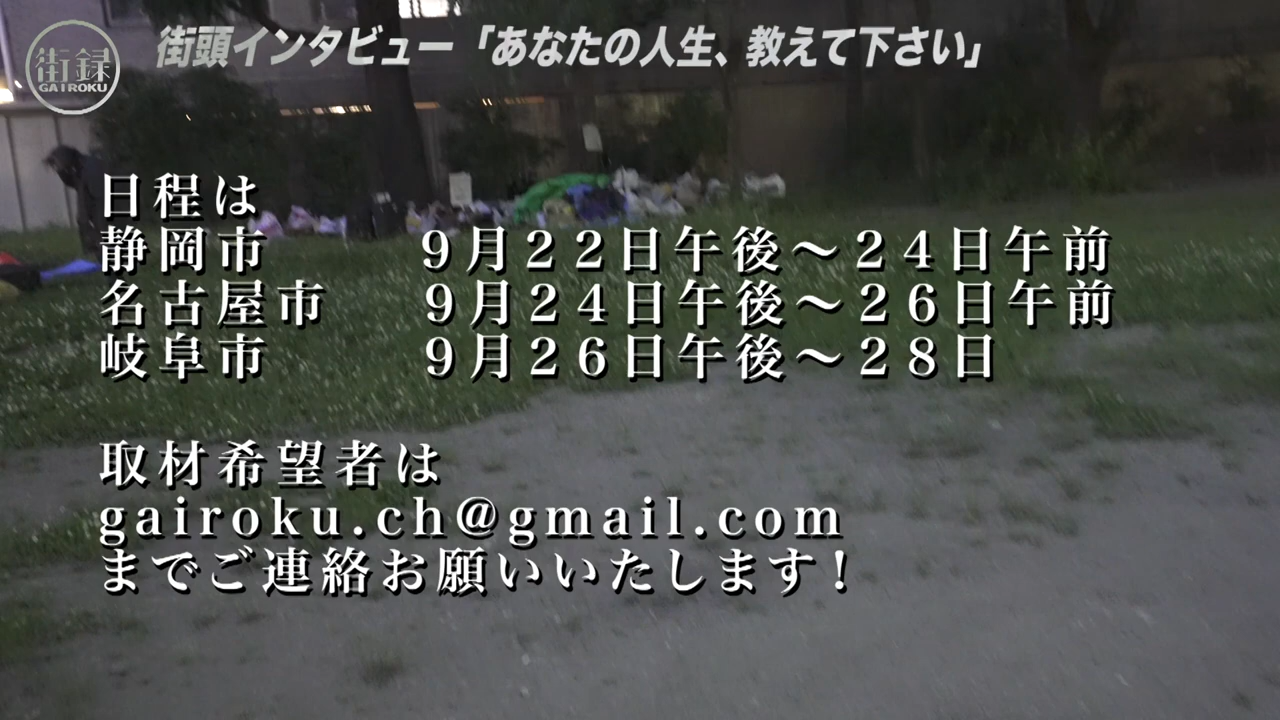 街録
GAIROKU
街頭インタビュー「あなたの人生、教えて下さい」
日程は
静岡市　　　９月２２日午後～２４日午前
名古屋市　　９月２４日午後～２６日午前
岐阜市　　　９月２６日午後～２８日
取材希望者は
gairoku.ch@gmail.com
までご連絡お願いいたします！